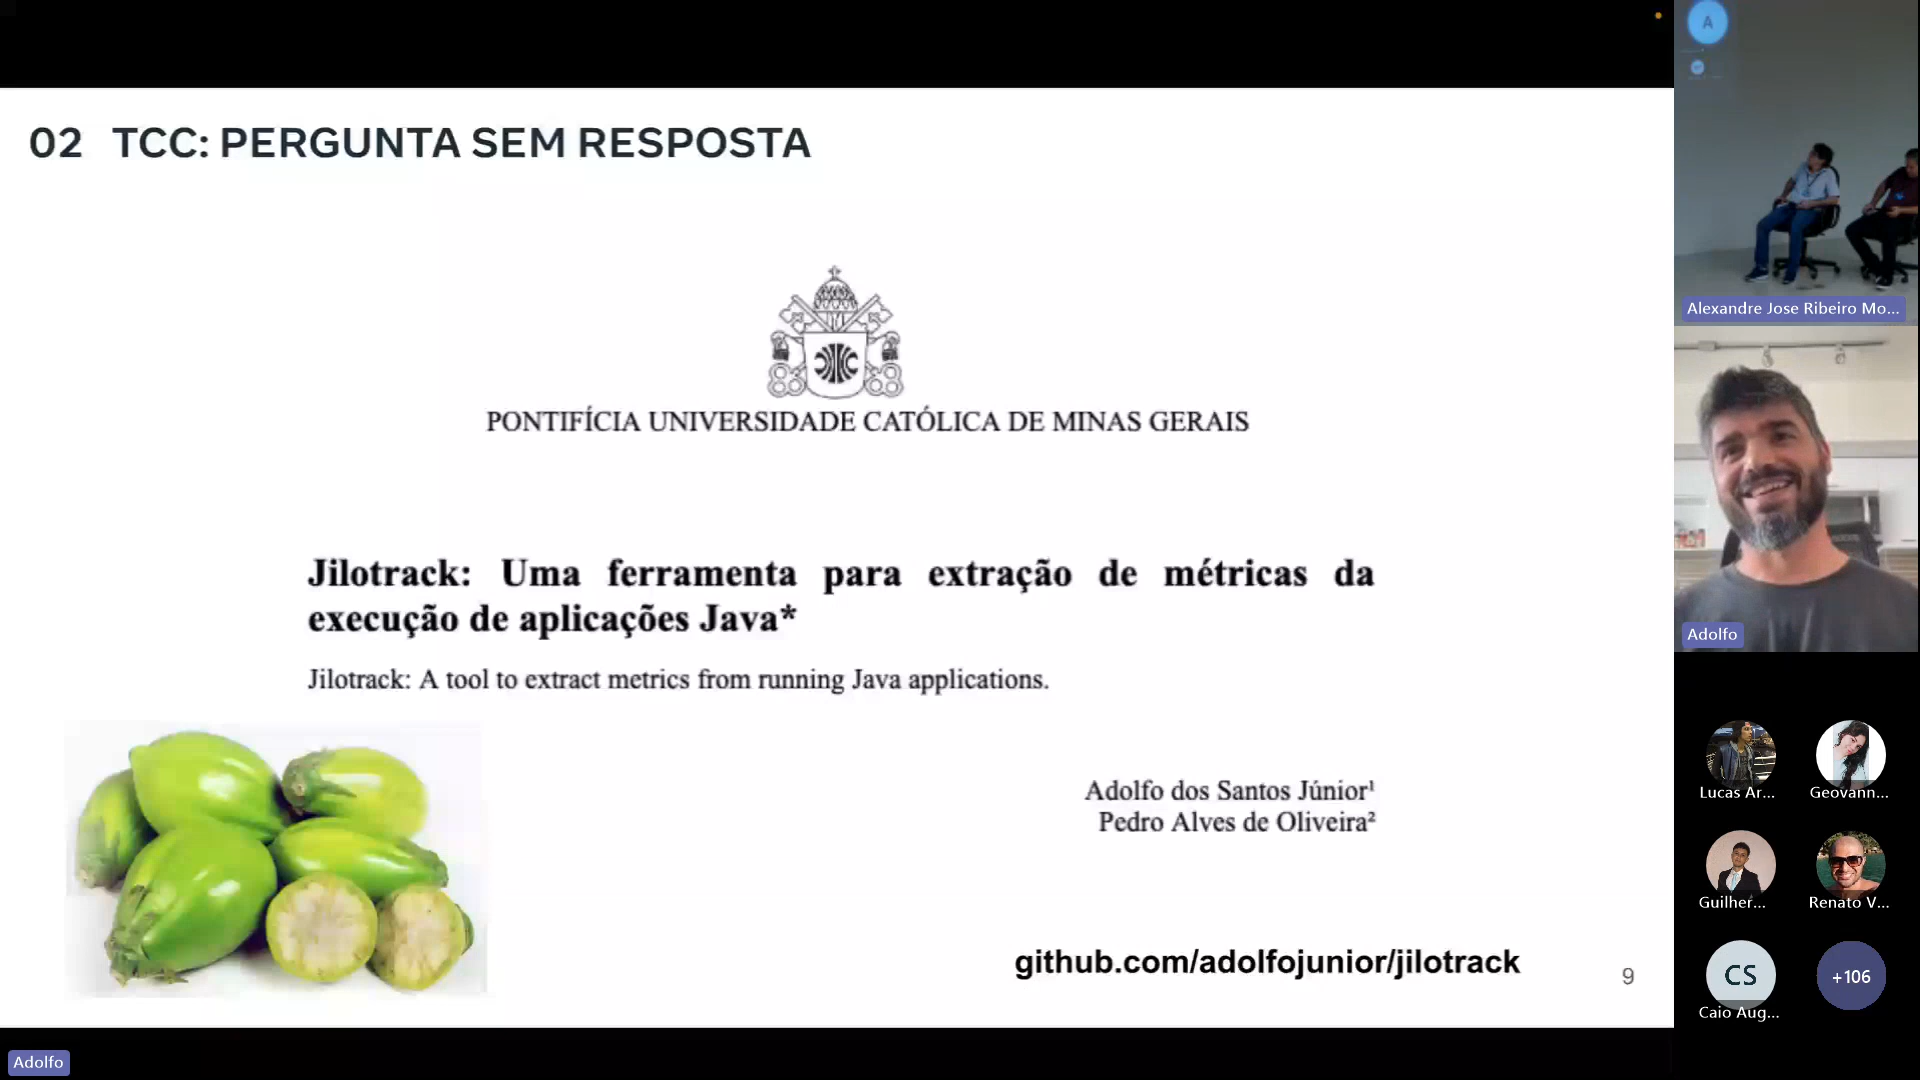 02 TCC: PERGUNTA SEM RESPOSTA
PONTIFÍCIA UNIVERSIDADE CATÓLICA DE MINAS GERAIS
Jilotrack: Uma ferramenta para extração de métricas da
execução de aplicações Java*
Jilotrack: A tool to extract metrics from running Java applications.
Adolfo dos Santos Júnior¹
Pedro Alves de Oliveira²
github.com/adolfojunior/jilotrack
9
Adolfo
A
Alexandre Jose Ribeiro Mo...
Adolfo
Lucas Ar...
Geovann...
Guilher...
Renato V...
CS
+106
Caio Aug...